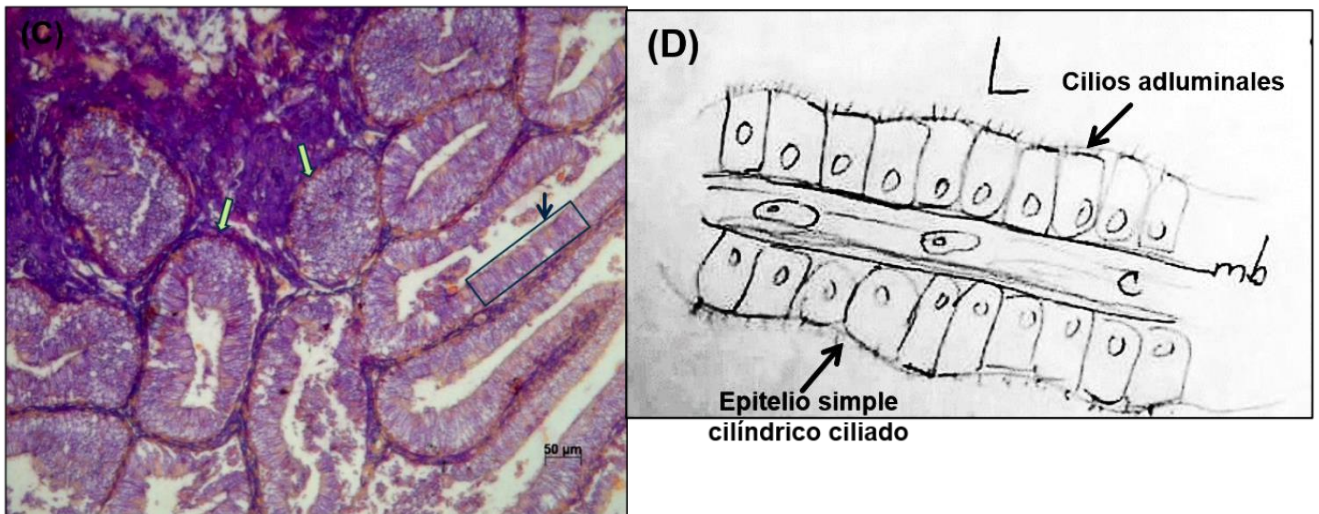 (C)
50 µm
(D)
L
Cilios adluminales
mb
C
Epitelio simple
cilíndrico ciliado